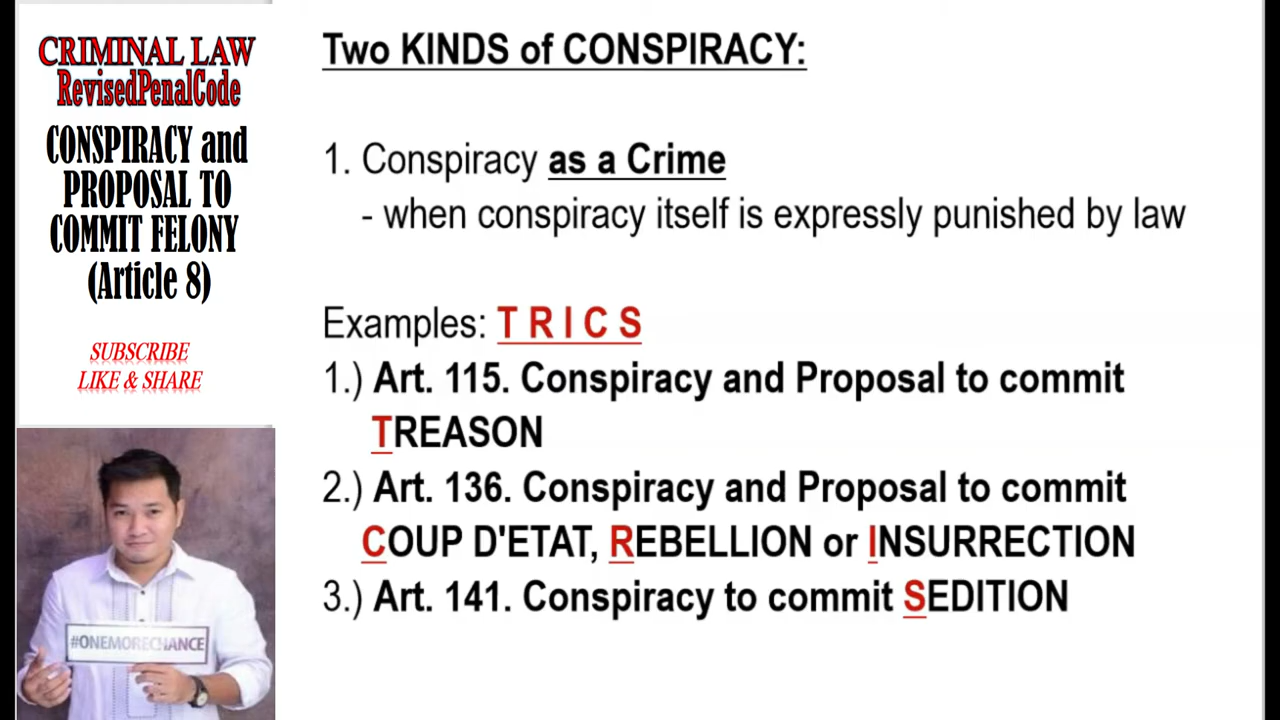 CRIMINAL LAW
RevisedPenalCode
CONSPIRACY and
PROPOSAL TO
COMMIT FELONY
(Article 8)
SUBSCRIBE
LIKE & SHARE
#ONEMORECHANCE
Two KINDS of CONSPIRACY:
1. Conspiracy as a Crime
- when conspiracy itself is expressly punished by law
Examples: T R I C S
1.) Art. 115. Conspiracy and Proposal to commit
TREASON
2.) Art. 136. Conspiracy and Proposal to commit
COUP D'ETAT, REBELLION or INSURRECTION
3.) Art. 141. Conspiracy to commit SEDITION